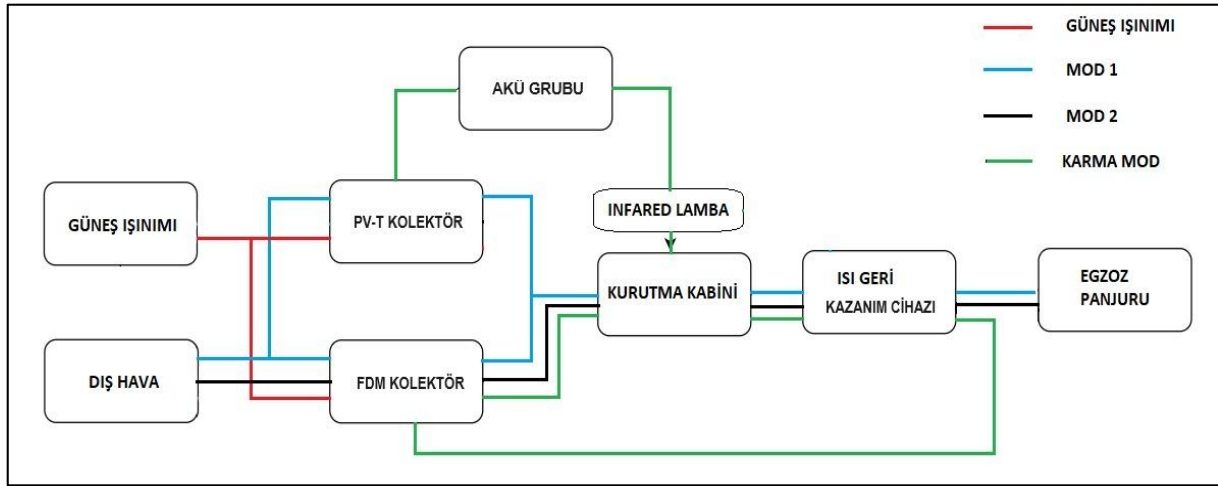 GÜNEŞ IŞINIMI
MOD 1
MOD 2
KARMA MOD
AKÜ GRUBU
GÜNEŞ IŞINIMI
PV-T KOLEKTÖR
INFARED LAMBA
KURUTMA KABİNİ
ISI GERİ
KAZANIM CİHAZI
EGZOZ
PANJURU
DIŞ HAVA
FDM KOLEKTÖR